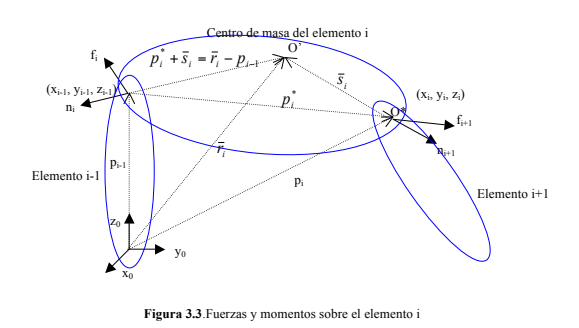 Centro de masa del elemento i
O'
f_i
p_i^* + s̄_i = r̄_i - p_{i-1}
s̄_i
(x_{i-1}, y_{i-1}, z_{i-1})
(x_i, y_i, z_i)
n_i
p_i^*
O*
f_{i+1}
r̄_i
n_{i+1}
p_{i-1}
Elemento i-1
p_i
Elemento i+1
z_0
y_0
x_0
Figura 3.3.Fuerzas y momentos sobre el elemento i